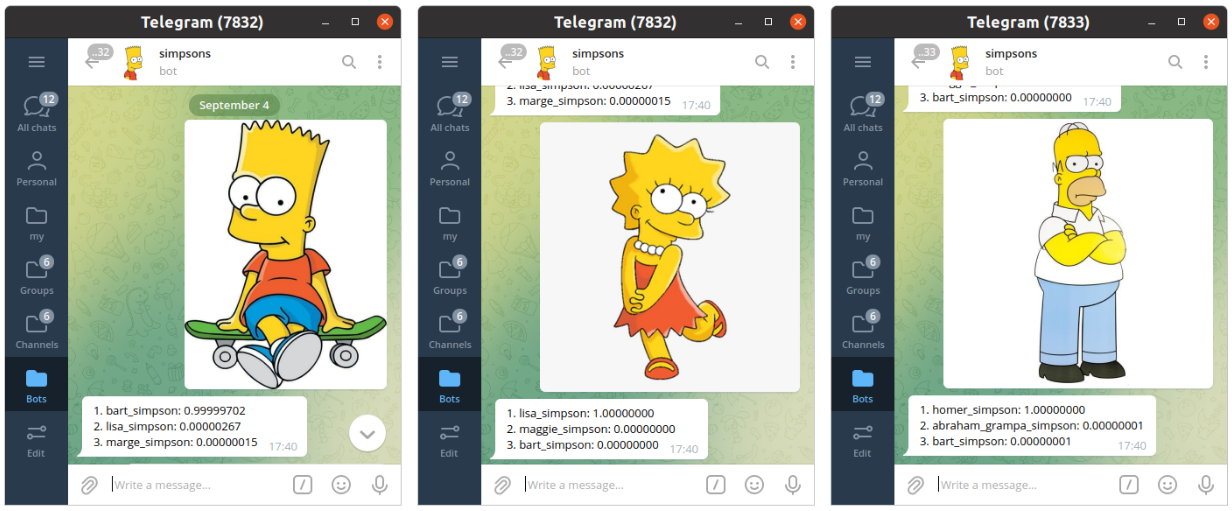 Telegram (7832)
..32
simpsons
bot
12
All chats
Personal
my
6
Groups
6
Channels
Bots
Edit
September 4
1. bart_simpson: 0.99999702
2. lisa_simpson: 0.00000267
3. marge_simpson: 0.00000015 17:40
Write a message...
Telegram (7832)
..32
simpsons
bot
12
All chats
Personal
my
6
Groups
6
Channels
Bots
Edit
2. lisa_simpson: 0.00000267
3. marge_simpson: 0.00000015 17:40
1. lisa_simpson: 1.00000000
2. maggie_simpson: 0.00000000
3. bart_simpson: 0.00000000 17:40
Write a message...
Telegram (7833)
..33
simpsons
bot
12
All chats
Personal
my
6
Groups
6
Channels
Bots
Edit
3. bart_simpson: 0.00000000 17:40
1. homer_simpson: 1.00000000
2. abraham_grampa_simpson: 0.00000001
3. bart_simpson: 0.00000001 17:40
Write a message...